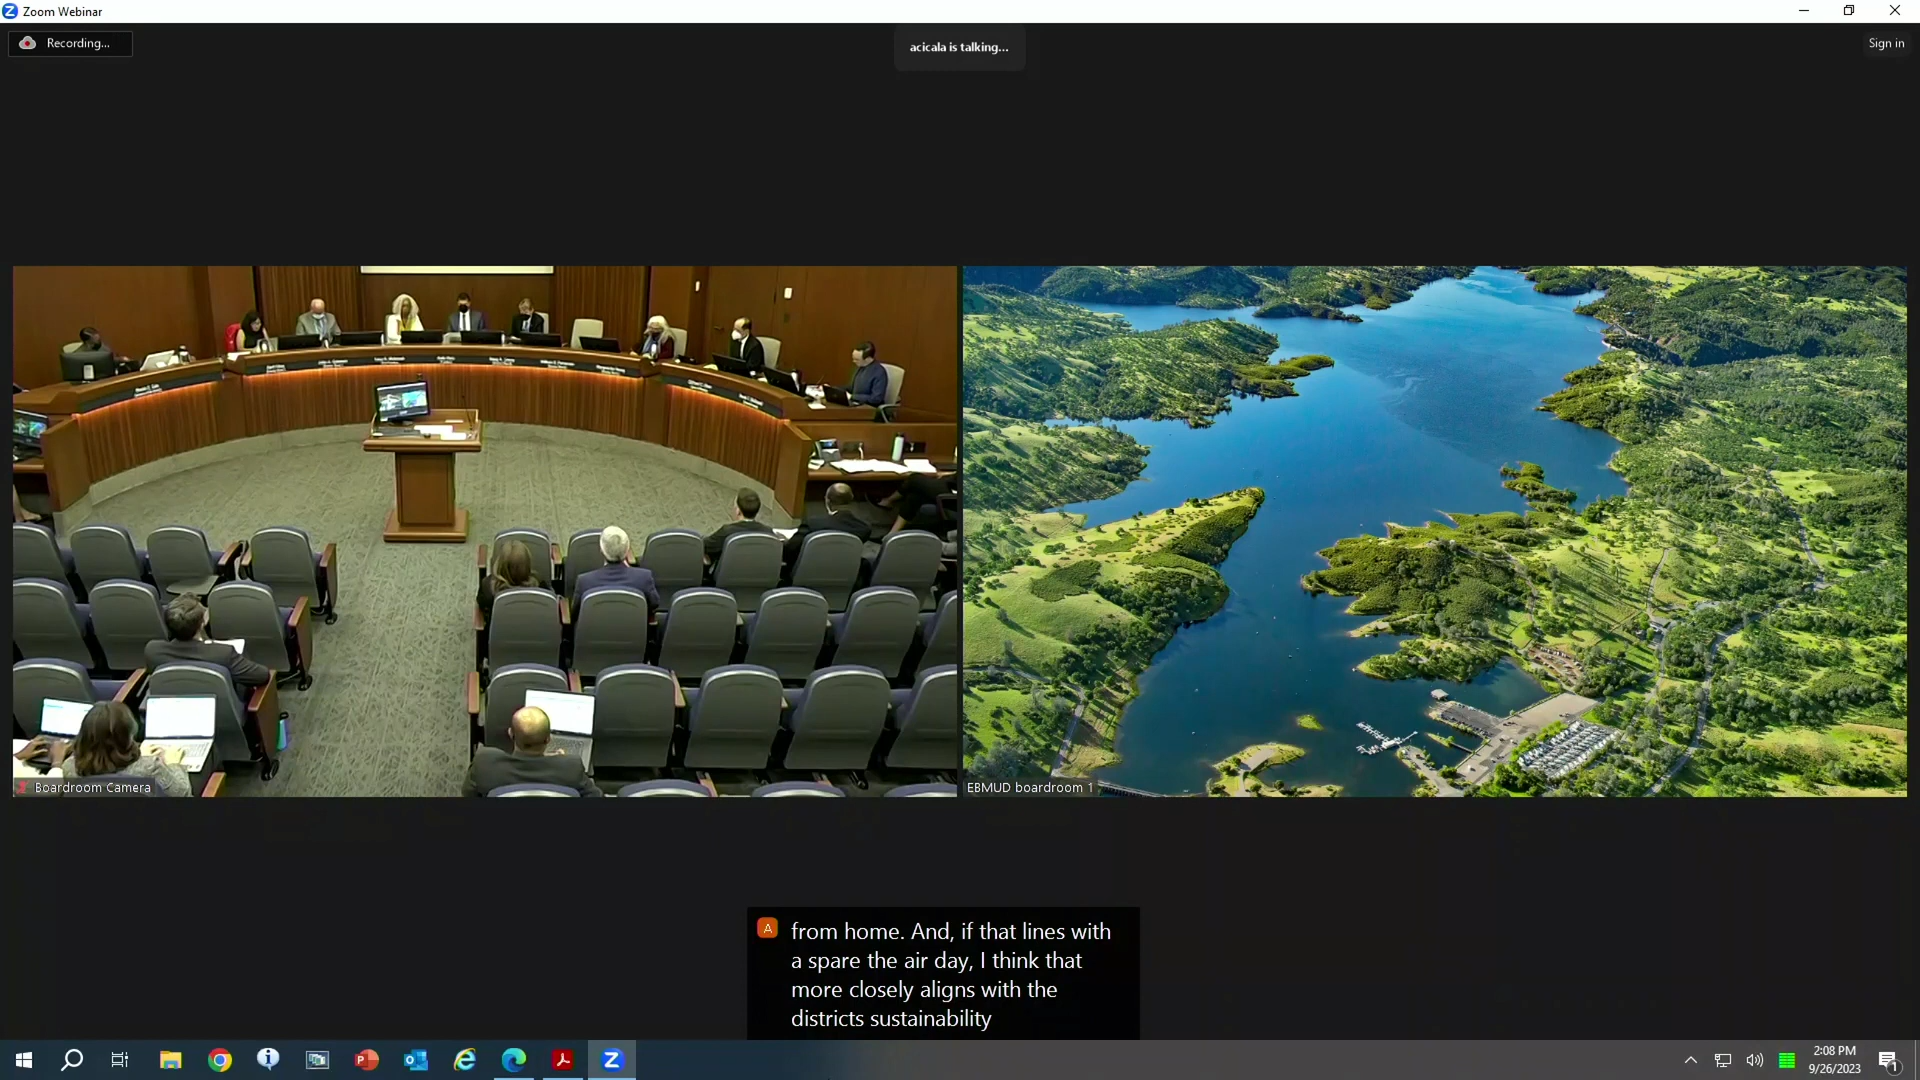 Zoom Webinar
Recording...
acicala is talking...
Sign in
Boardroom Camera
EBMUD boardroom 1
A
from home. And, if that lines with
a spare the air day, I think that
more closely aligns with the
districts sustainability
2:08 PM
9/26/2023
1